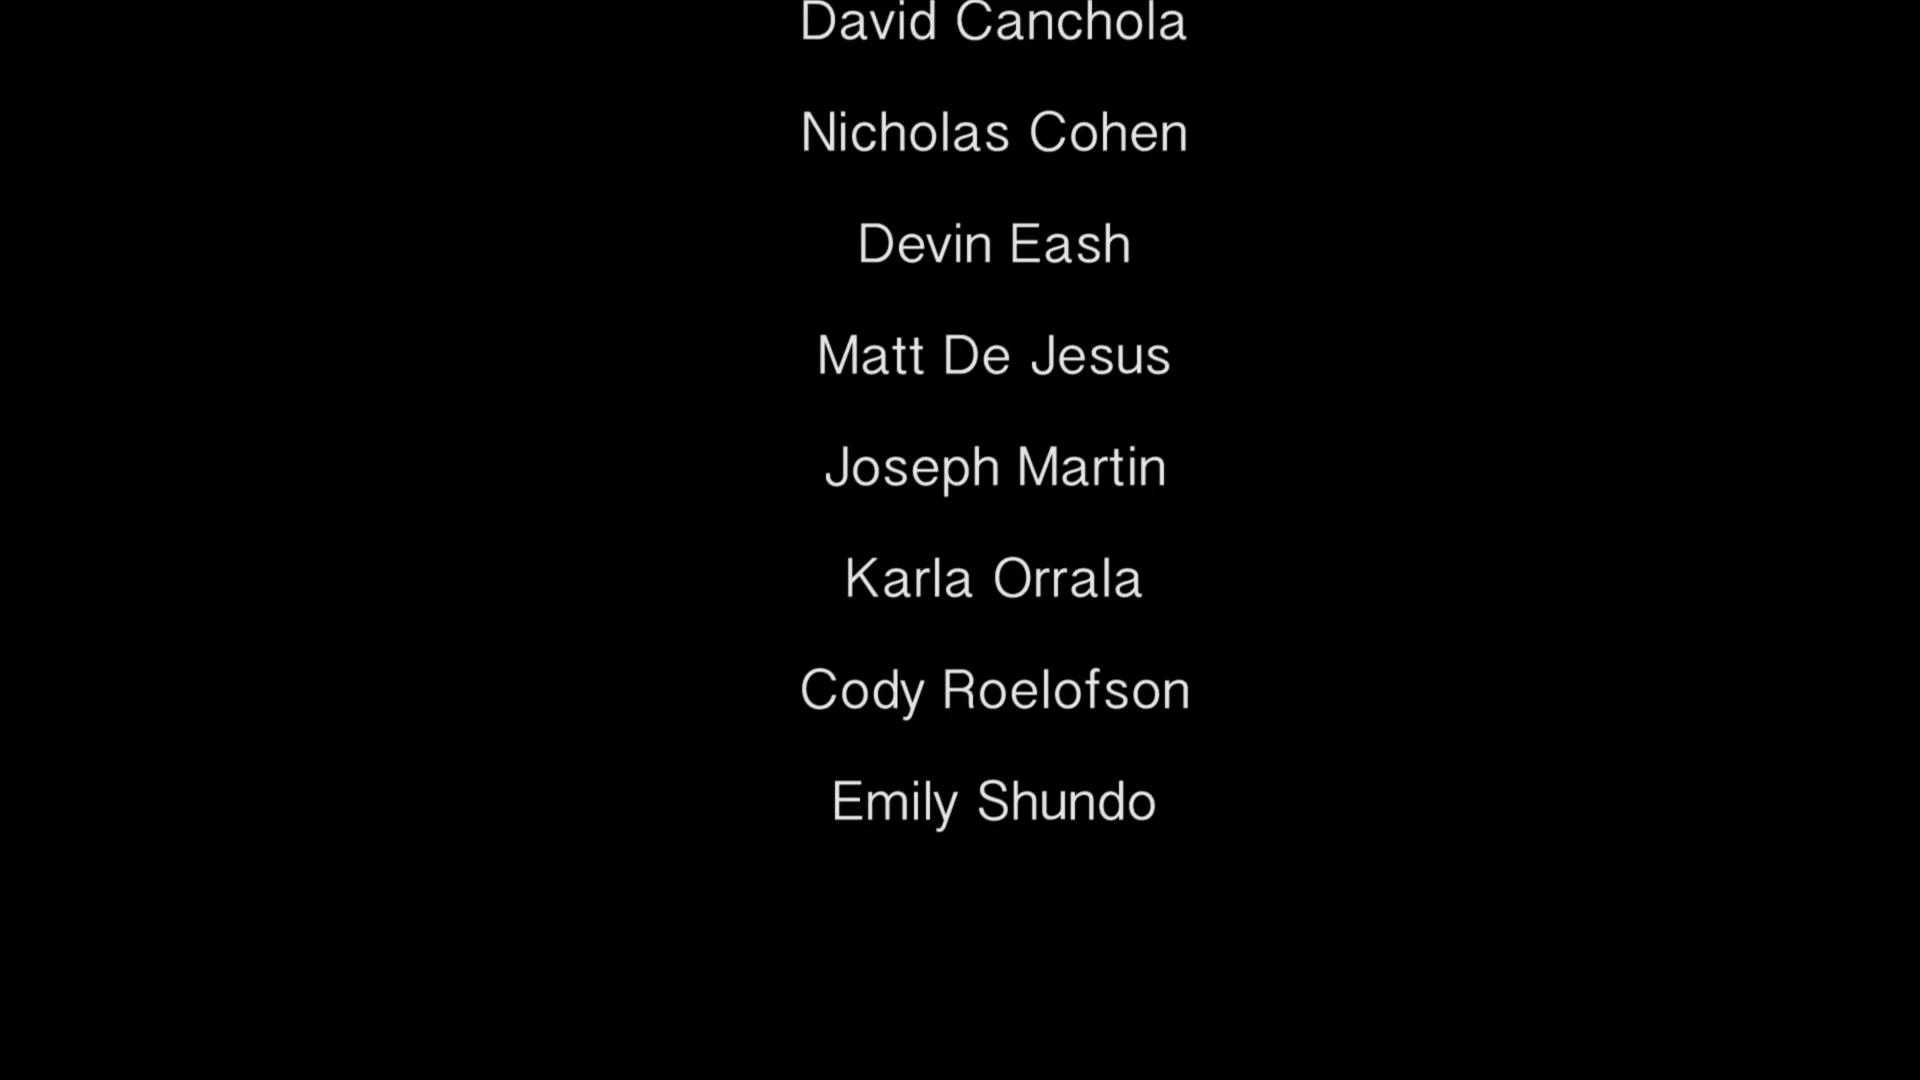 David Canchola
Nicholas Cohen
Devin Eash
Matt De Jesus
Joseph Martin
Karla Orrala
Cody Roelofson
Emily Shundo